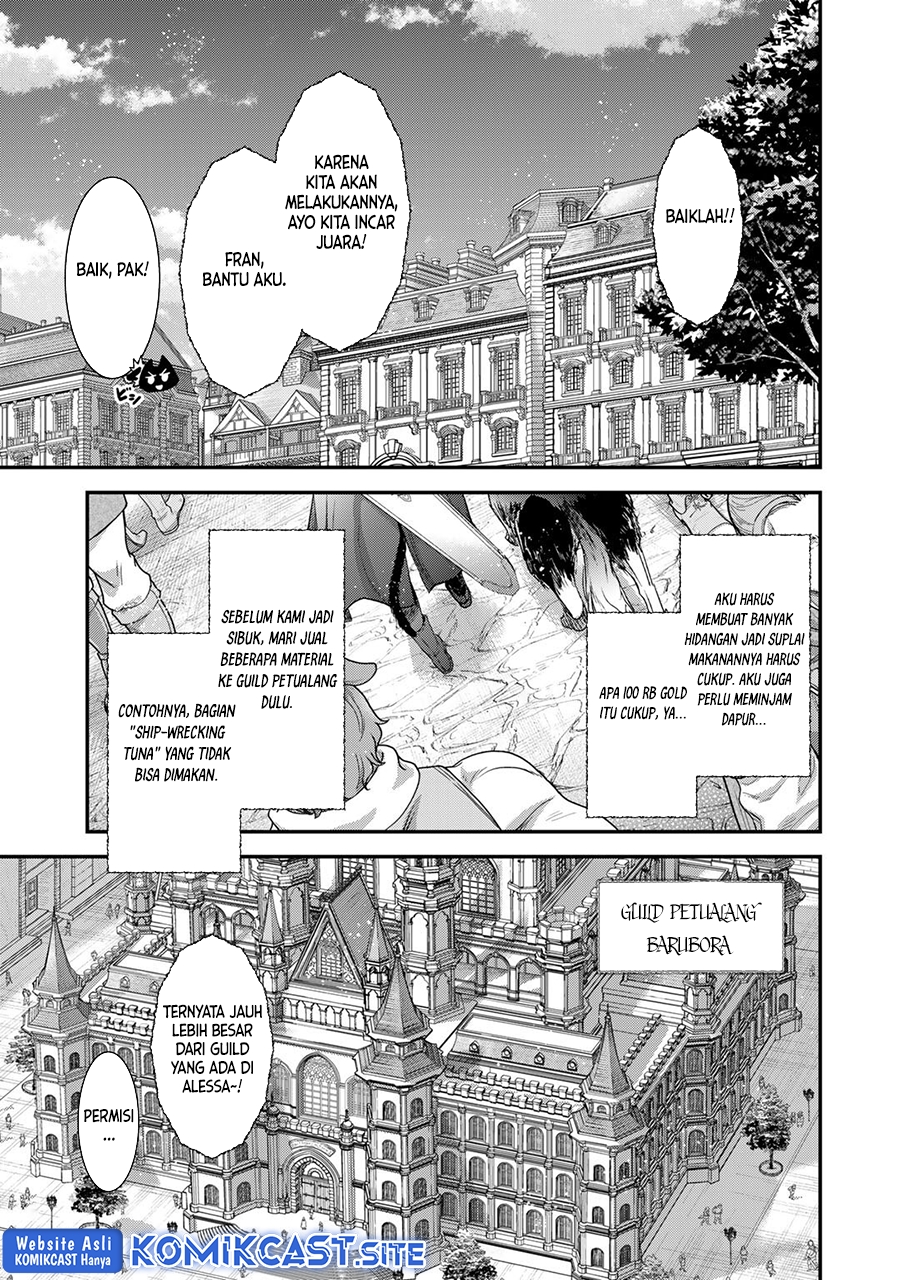 BAIKLAH!!
KARENA
KITA AKAN
MELAKUKANNYA,
AYO KITA INCAR
JUARA!
FRAN,
BANTU AKU.
BAIK, PAK!
ビシ
AKU HARUS
MEMBUAT BANYAK
HIDANGAN JADI SUPLAI
MAKANANNYA HARUS
CUKUP. AKU JUGA
PERLU MEMINJAM
DAPUR...
APA 100 RB GOLD
ITU CUKUP, YA...
SEBELUM KAMI JADI
SIBUK, MARI JUAL
BEBERAPA MATERIAL
KE GUILD PETUALANG
DULU.
CONTOHNYA, BAGIAN
"SHIP-WRECKING
TUNA" YANG TIDAK
BISA DIMAKAN.
GUILD PETUALANG
BARUBORA
TERNYATA JAUH
LEBIH BESAR
DARI GUILD
YANG ADA DI
ALESSA~!
PERMISI
...
Website Asli
KOMIKCAST Hanya
KOMIKCAST.SITE